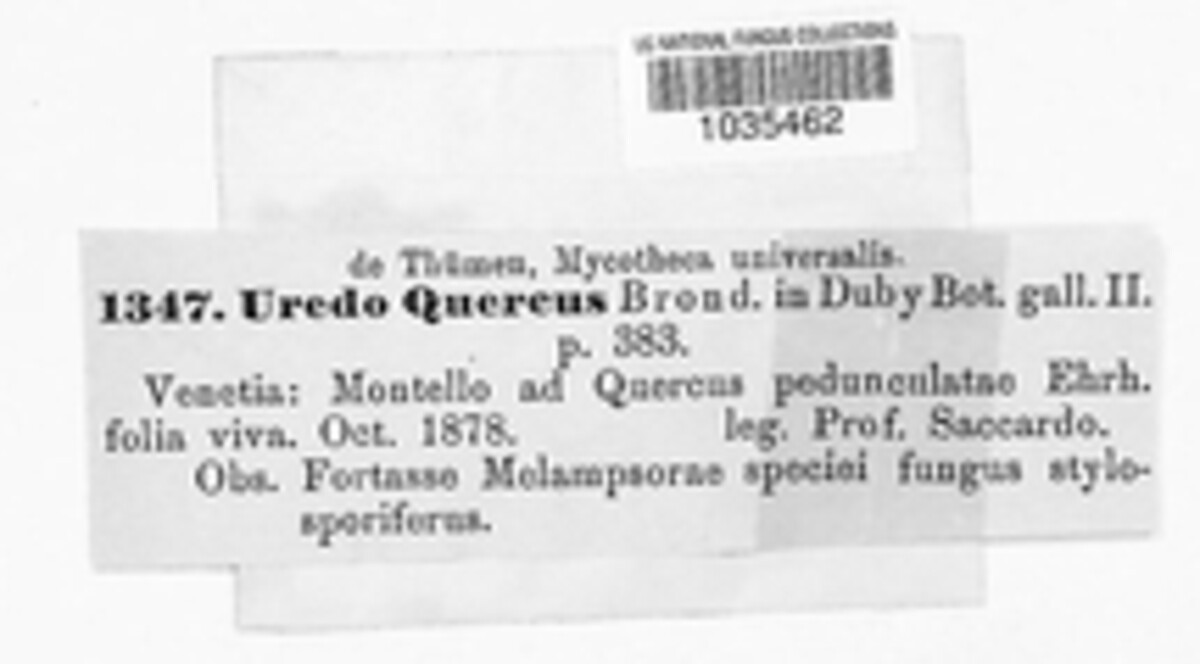 US NATIONAL FUNGUS COLLECTIONS
1035462
de Thümen, Mycotheca universalis.
1347. Uredo Quercus Brond. in Duby Bot. gall. II.
p. 383.
Venetia: Montello ad Quercus pedunculatae Ehrh.
folia viva. Oct. 1878. leg. Prof. Saccardo.
Obs. Fortasse Melampsorae speciei fungus stylo-
sporiferus.